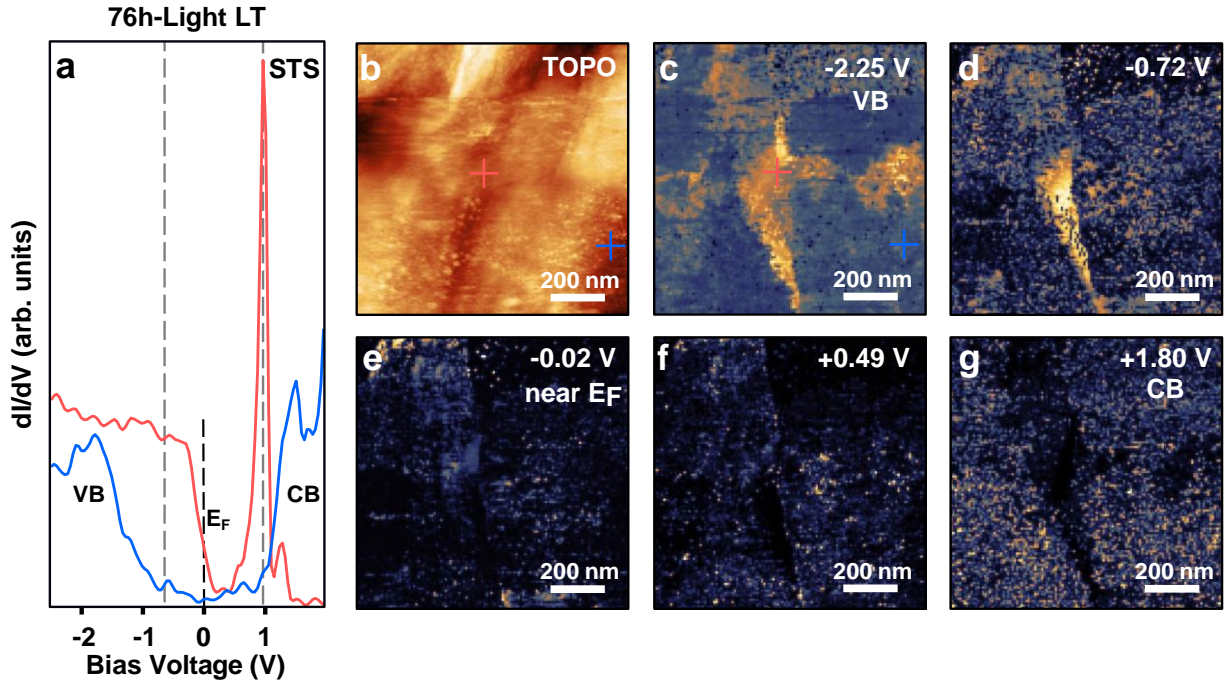 76h-Light LT
a
STS
VB
CB
EF
-2
-1
0
1
Bias Voltage (V)
dI/dV (arb. units)
b
TOPO
200 nm
c
-2.25 V
VB
200 nm
d
-0.72 V
200 nm
e
-0.02 V
near EF
200 nm
f
+0.49 V
200 nm
g
+1.80 V
CB
200 nm